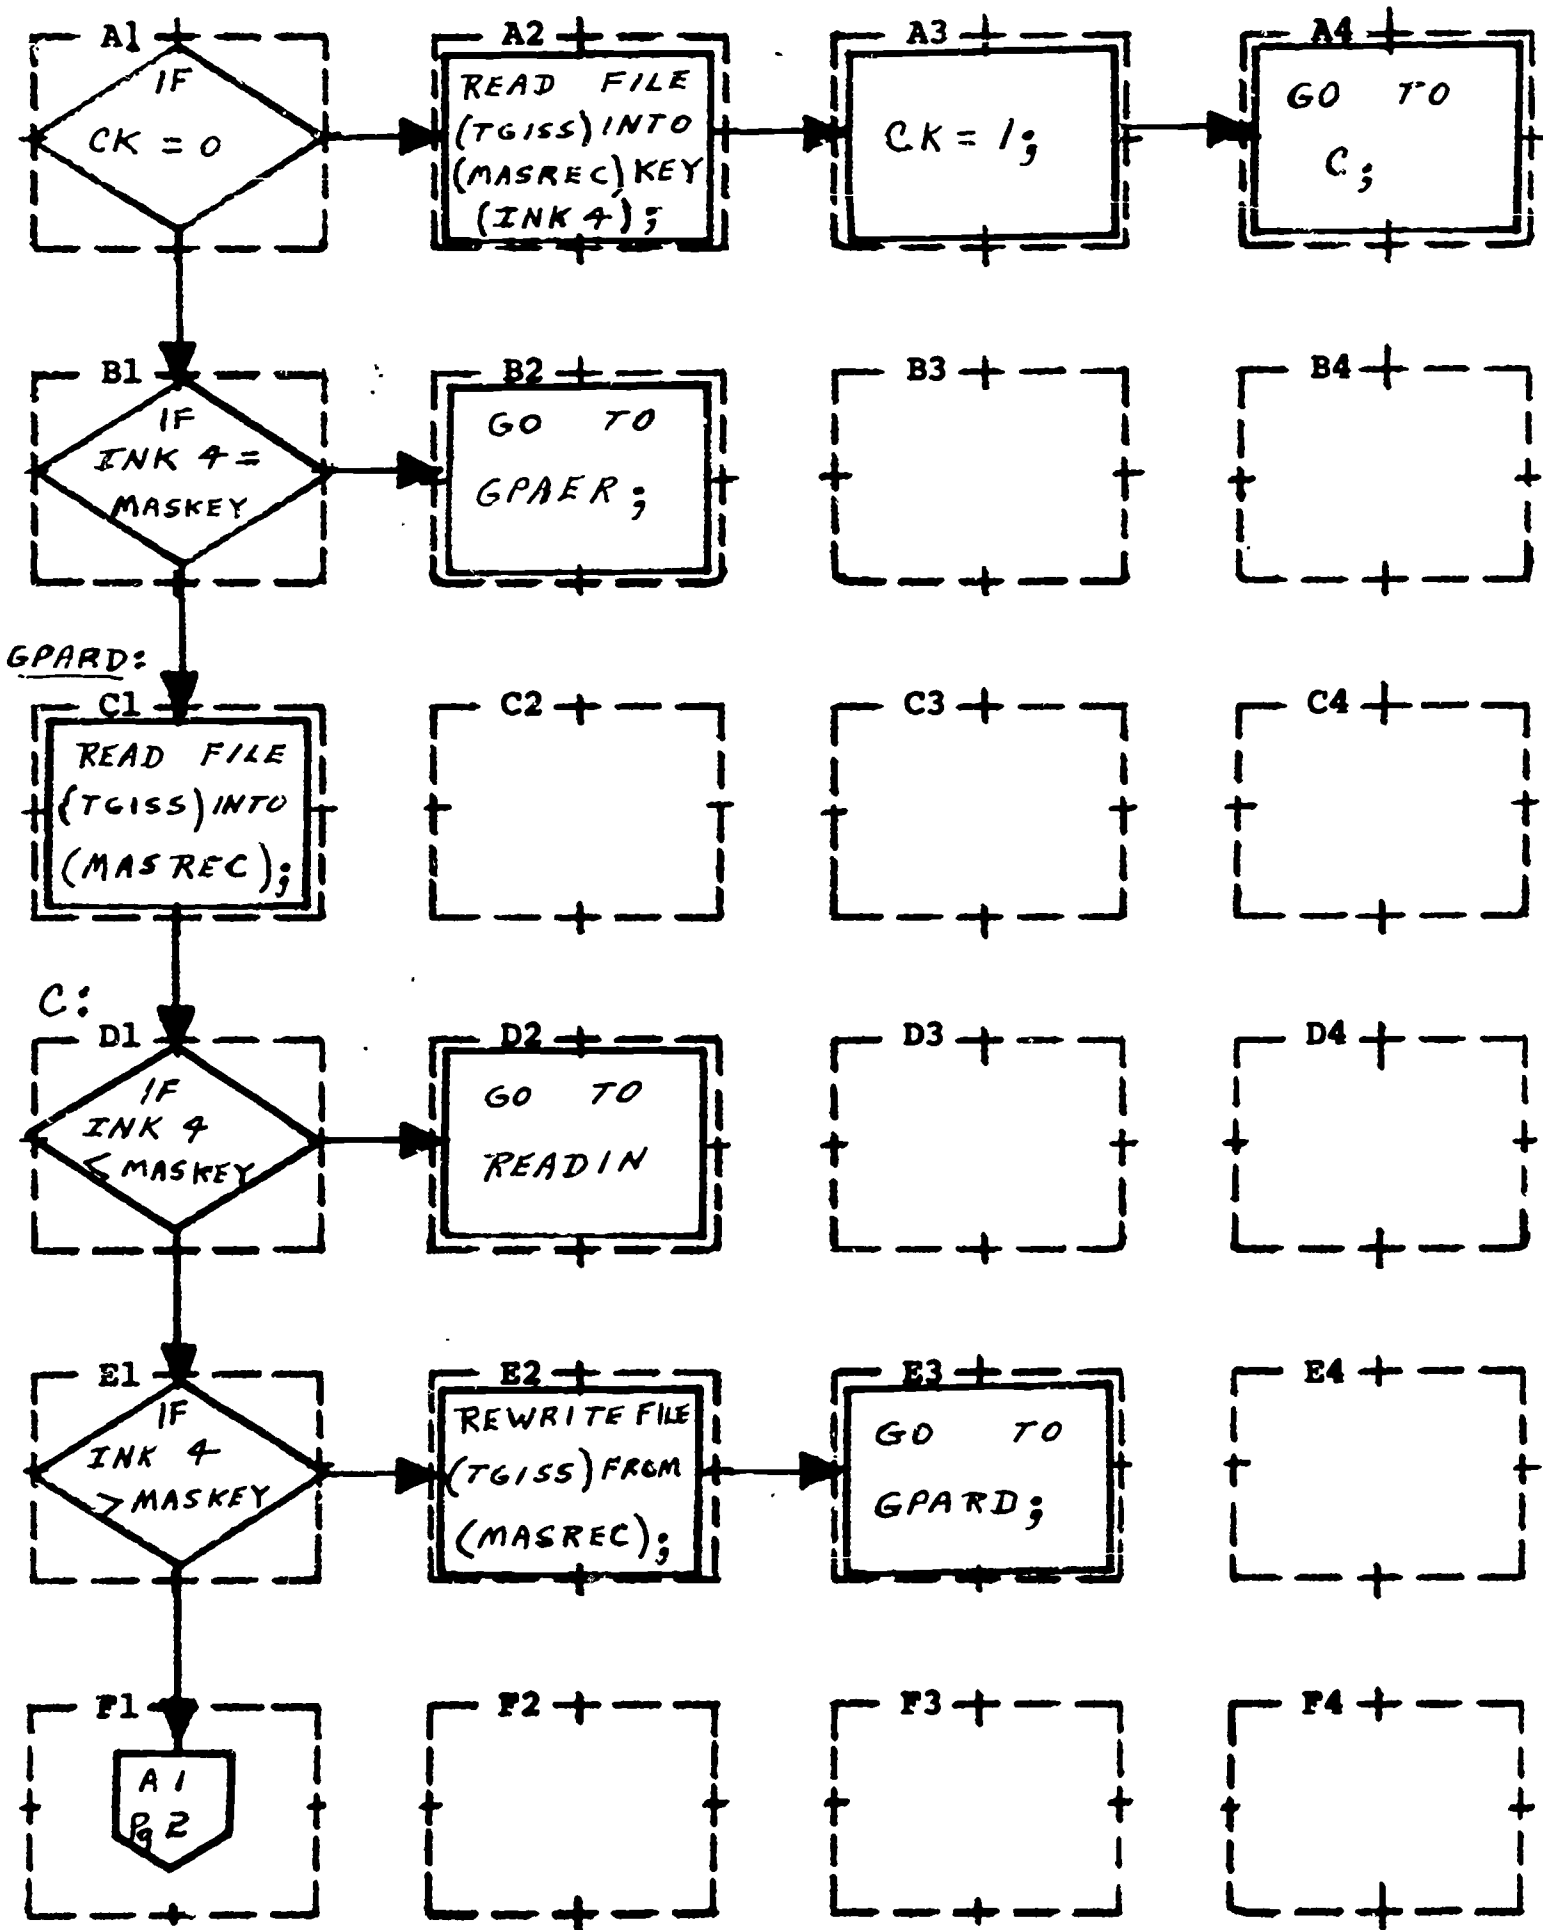 A1
IF
CK = 0
A2
READ FILE
(TGISS) INTO
(MASREC) KEY
(INK 4);
A3
CK = 1;
A4
GO TO
C;
B1
IF
INK 4 =
MASKEY
B2
GO TO
GPAER;
B3
B4
GPARD:
C1
READ FILE
(TGISS) INTO
(MASREC);
C2
C3
C4
C:
D1
IF
INK 4
< MASKEY
D2
GO TO
READIN
D3
D4
E1
IF
INK 4
> MASKEY
E2
REWRITE FILE
(TGISS) FROM
(MASREC);
E3
GO TO
GPARD;
E4
F1
A1
Pg 2
F2
F3
F4